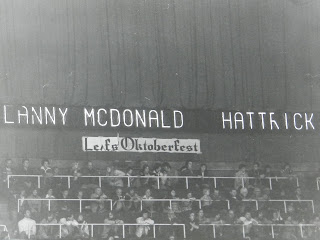 LANNY MCDONALD HATTRICK
Leafs Oktoberfest